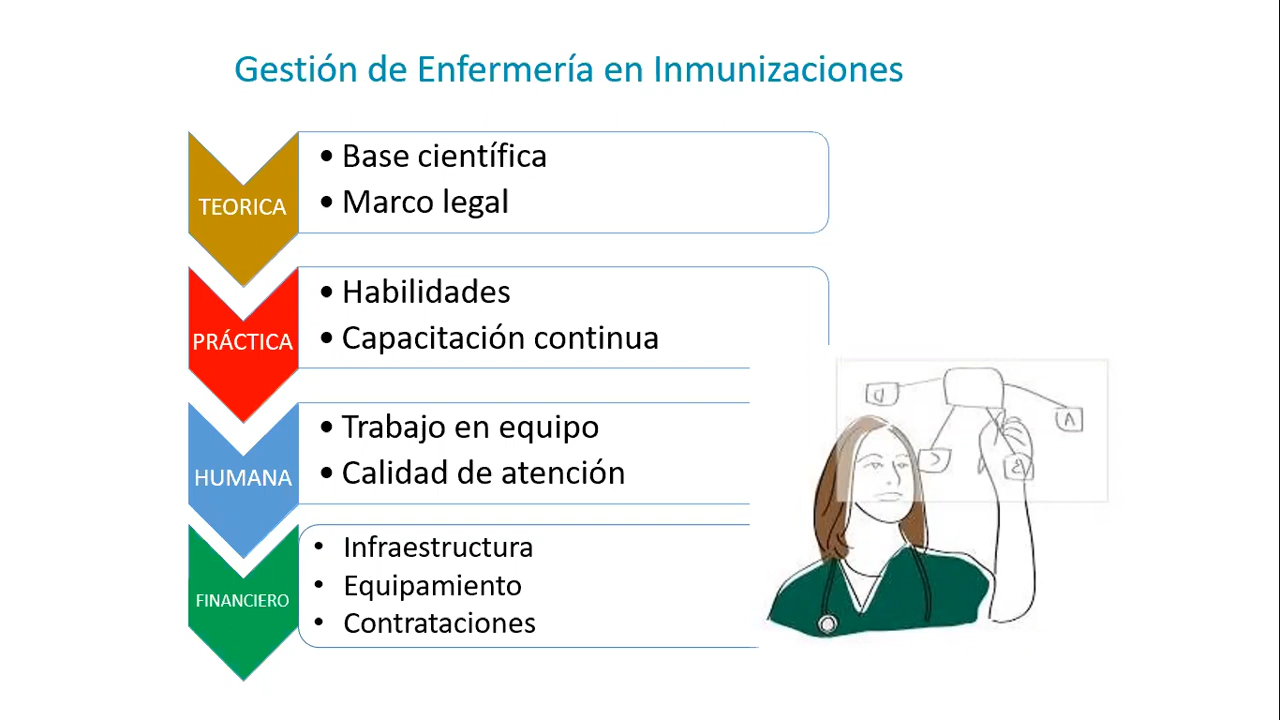 Gestión de Enfermería en Inmunizaciones
TEORICA
• Base científica
• Marco legal
PRÁCTICA
• Habilidades
• Capacitación continua
HUMANA
• Trabajo en equipo
• Calidad de atención
FINANCIERO
• Infraestructura
• Equipamiento
• Contrataciones
A